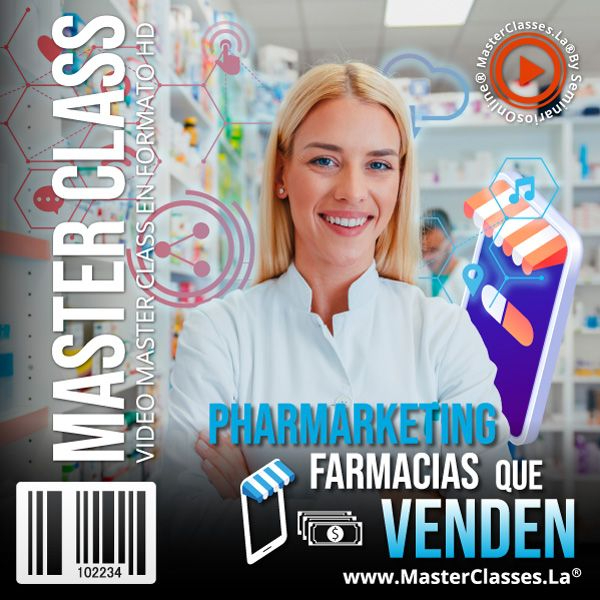 MASTER CLASS
VIDEO MASTER CLASS EN FORMATO HD
MasterClasses.La® By SeminariosOnline®
PHARMARKETING
FARMACIAS QUE
VENDEN
$
102234
www.MasterClasses.La®